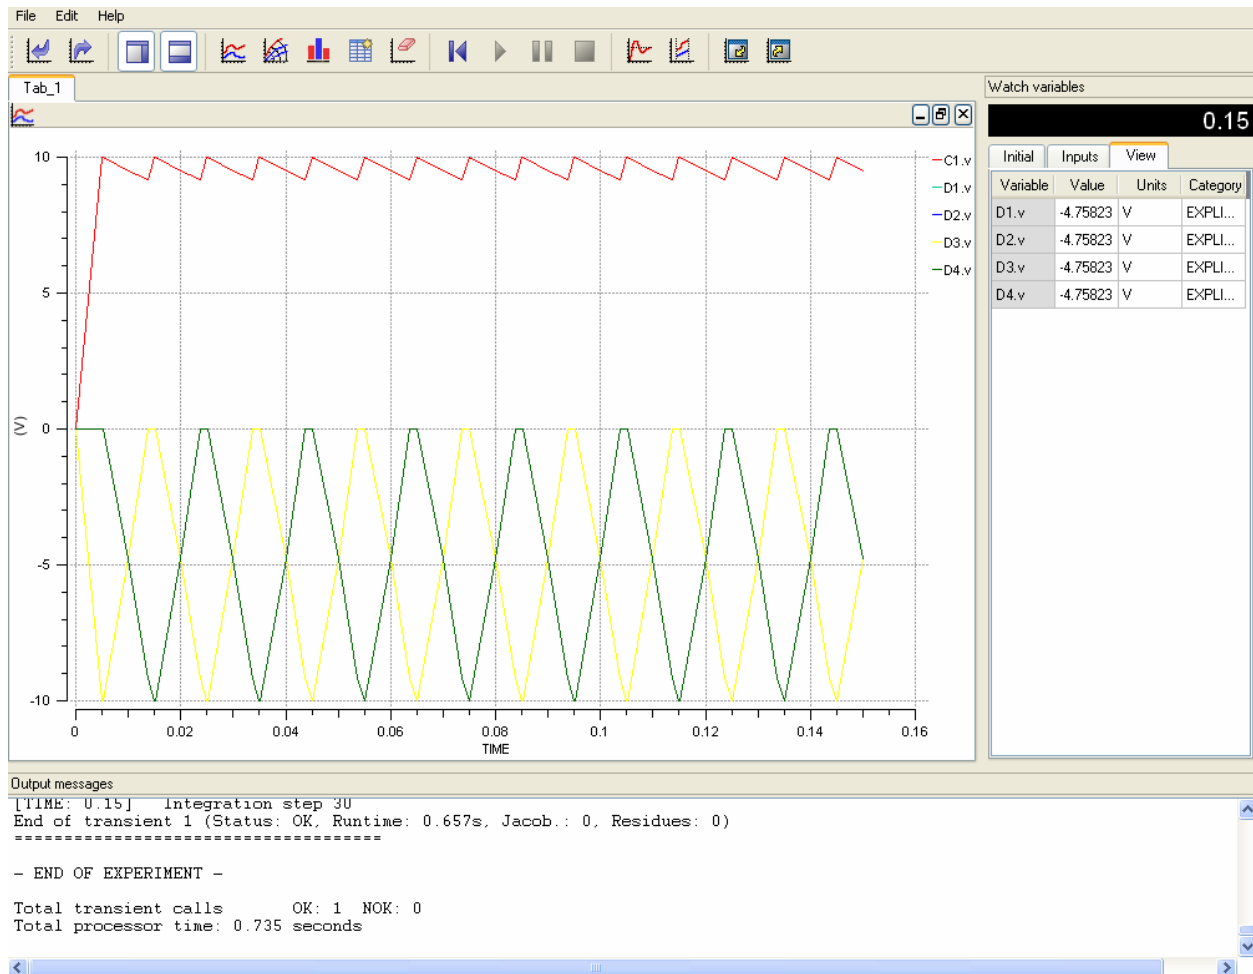 File Edit Help
Tab_1
Watch variables
0.15
Initial Inputs View
Variable Value Units Category
D1.v -4.75823 V EXPLI...
D2.v -4.75823 V EXPLI...
D3.v -4.75823 V EXPLI...
D4.v -4.75823 V EXPLI...
C1.v
D1.v
D2.v
D3.v
D4.v
10
5
0
-5
-10
(V)
0 0.02 0.04 0.06 0.08 0.1 0.12 0.14 0.16
TIME
Output messages
[TIME: 0.15] Integration step 30
End of transient 1 (Status: OK, Runtime: 0.657s, Jacob.: 0, Residues: 0)
=====================================
- END OF EXPERIMENT -
Total transient calls OK: 1 NOK: 0
Total processor time: 0.735 seconds